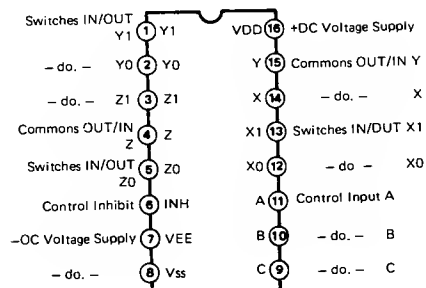 Switches IN/OUT
Y1 1 Y1
— do. — Y0 2 Y0
— do. — Z1 3 Z1
Commons OUT/IN
Z 4 Z
Switches IN/OUT
Z0 5 Z0
Control Inhibit 6 INH
—OC Voltage Supply 7 VEE
— do. — 8 Vss
VDD 16 +DC Voltage Supply
Y 15 Commons OUT/IN Y
X 14 — do. — X
X1 13 Switches IN/DUT X1
X0 12 — do — X0
A 11 Control Input A
B 10 — do. — B
C 9 — do. — C